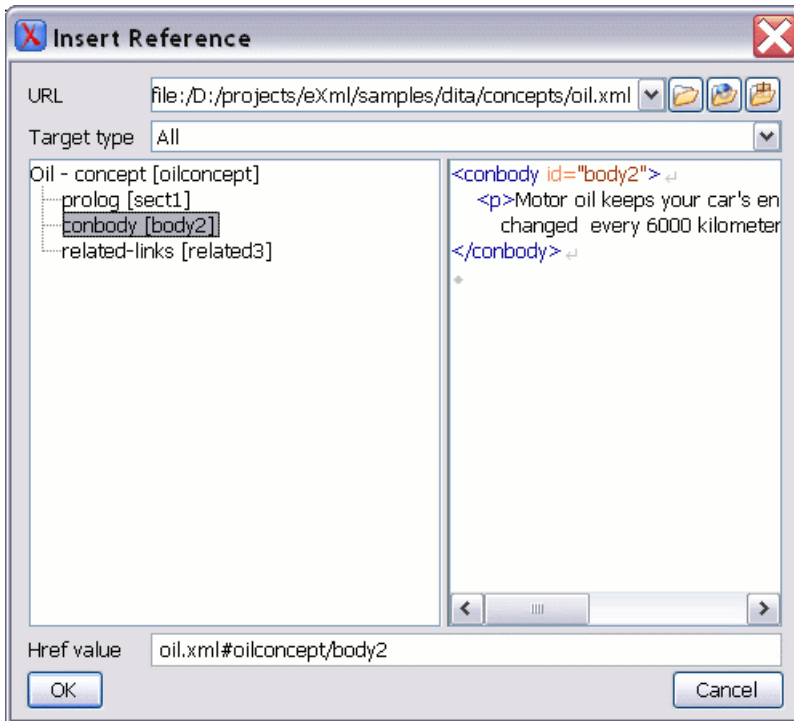 Insert Reference
URL file:/D:/projects/eXml/samples/dita/concepts/oil.xml
Target type All
Oil - concept [oilconcept]
prolog [sect1]
conbody [body2]
related-links [related3]
<conbody id="body2">
<p>Motor oil keeps your car's en
changed every 6000 kilometer
</conbody>
Href value oil.xml#oilconcept/body2
OK Cancel